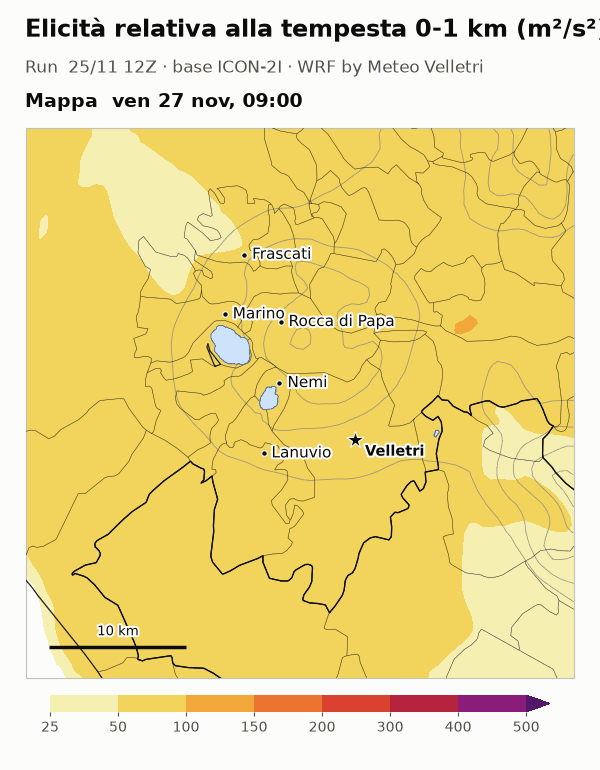 Elicità relativa alla tempesta 0-1 km (m²/s²)
Run 25/11 12Z · base ICON-2I · WRF by Meteo Velletri
Mappa ven 27 nov, 09:00
Frascati
Marino
Rocca di Papa
Nemi
Velletri
Lanuvio
10 km
25 50 100 150 200 300 400 500